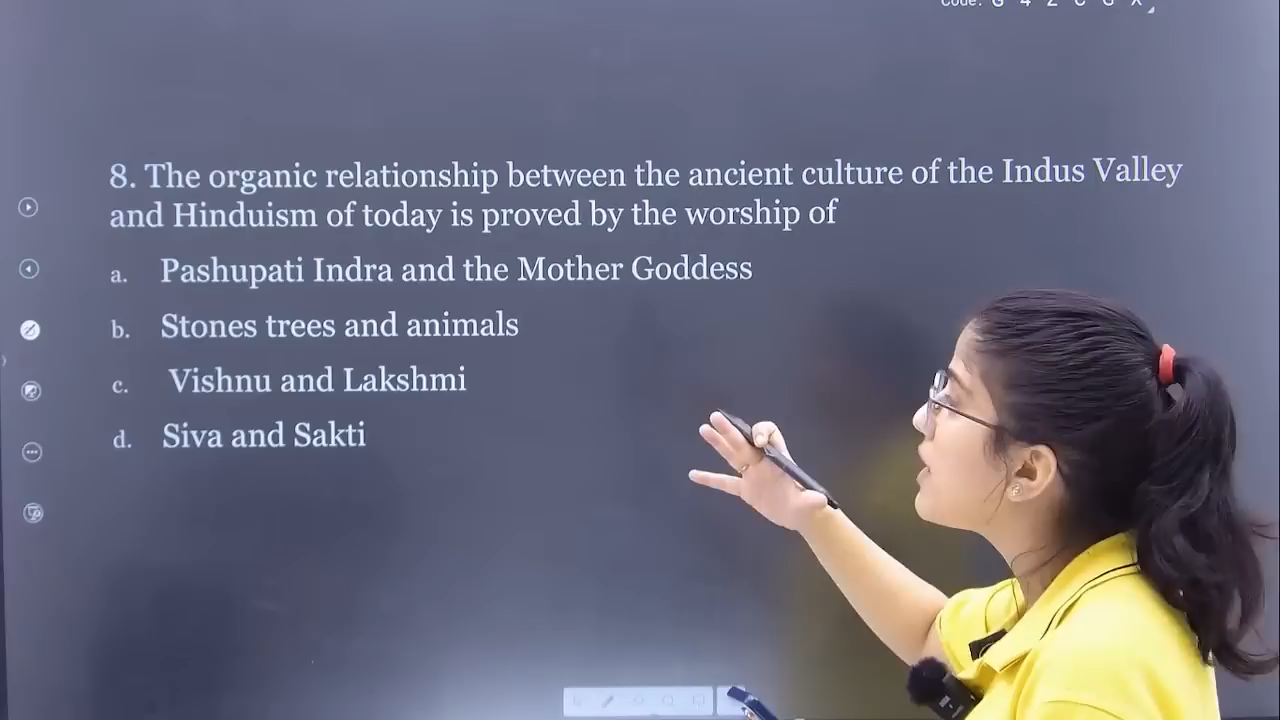 Code: G 4 Z C G X
8. The organic relationship between the ancient culture of the Indus Valley
and Hinduism of today is proved by the worship of
a. Pashupati Indra and the Mother Goddess
b. Stones trees and animals
c. Vishnu and Lakshmi
d. Siva and Sakti